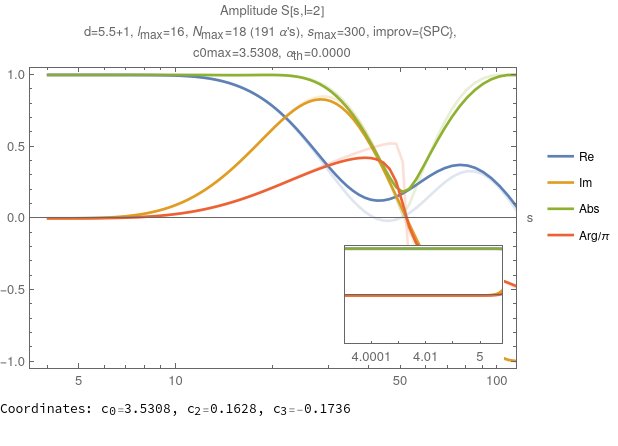 Amplitude S[s,l=2]
d=5.5+1, lmax=16, Nmax=18 (191 α's), smax=300, improv={SPC},
c0max=3.5308, αth=0.0000
1.0
0.5
0.0
-0.5
-1.0
5
10
50
100
s
4.0001
4.01
5
Re
Im
Abs
Arg/π
Coordinates: c0=3.5308, c2=0.1628, c3=-0.1736